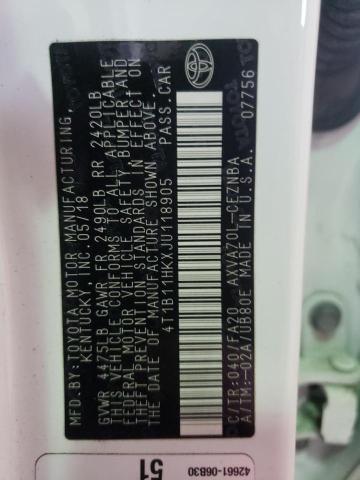 MFD.BY:TOYOTA MOTOR MANUFACTURING,
KENTUCKY, INC. 05/18
GVWR 4475LB GAWR FR 2490LB RR 2420LB
THIS VEHICLE CONFORMS TO ALL APPLICABLE
FEDERAL MOTOR VEHICLE SAFETY BUMPER,AND
THEFT PREVENTION STANDARDS IN EFFECT
ON THE DATE OF MANUFACTURE SHOWN ABOVE.
4T1B11HKXJU118905 PASS.CAR
C/TR:040/FA20 AXVA70L-CEZNBA
A/TM:-02A/UB80E MADE IN U.S.A.
07756
42661-06B30
51